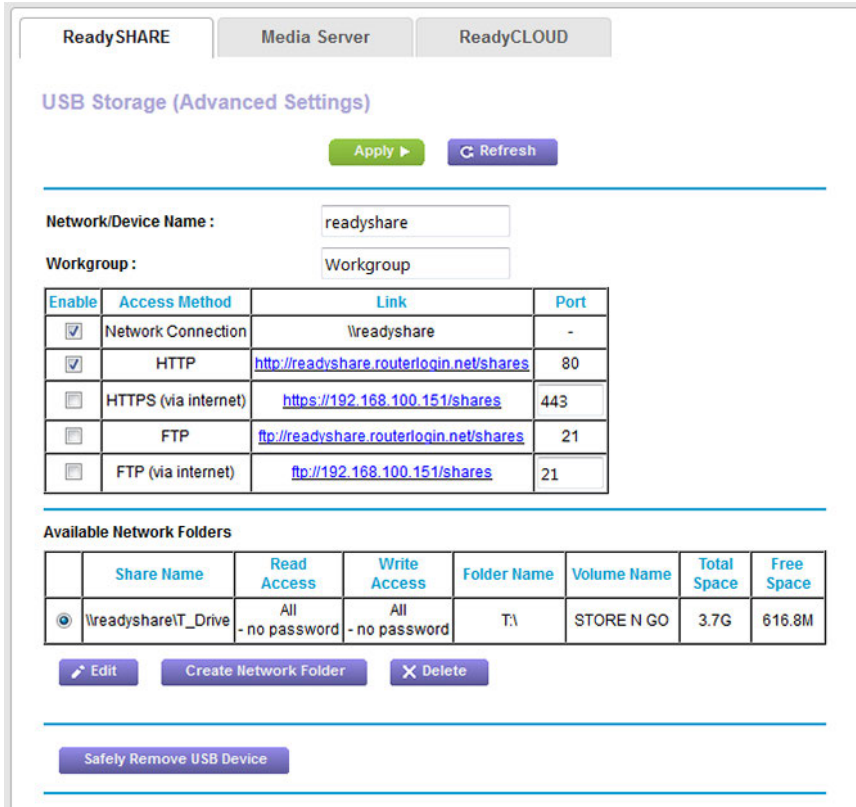 ReadySHARE Media Server ReadyCLOUD
USB Storage (Advanced Settings)
Apply Refresh
Network/Device Name : readyshare
Workgroup : Workgroup
Enable Access Method Link Port
Network Connection \\readyshare -
HTTP http://readyshare.routerlogin.net/shares 80
HTTPS (via internet) https://192.168.100.151/shares 443
FTP ftp://readyshare.routerlogin.net/shares 21
FTP (via internet) ftp://192.168.100.151/shares 21
Available Network Folders
Share Name Read Access Write Access Folder Name Volume Name Total Space Free Space
\\readyshare\T_Drive All - no password All - no password T:\ STORE N GO 3.7G 616.8M
Edit Create Network Folder Delete
Safely Remove USB Device